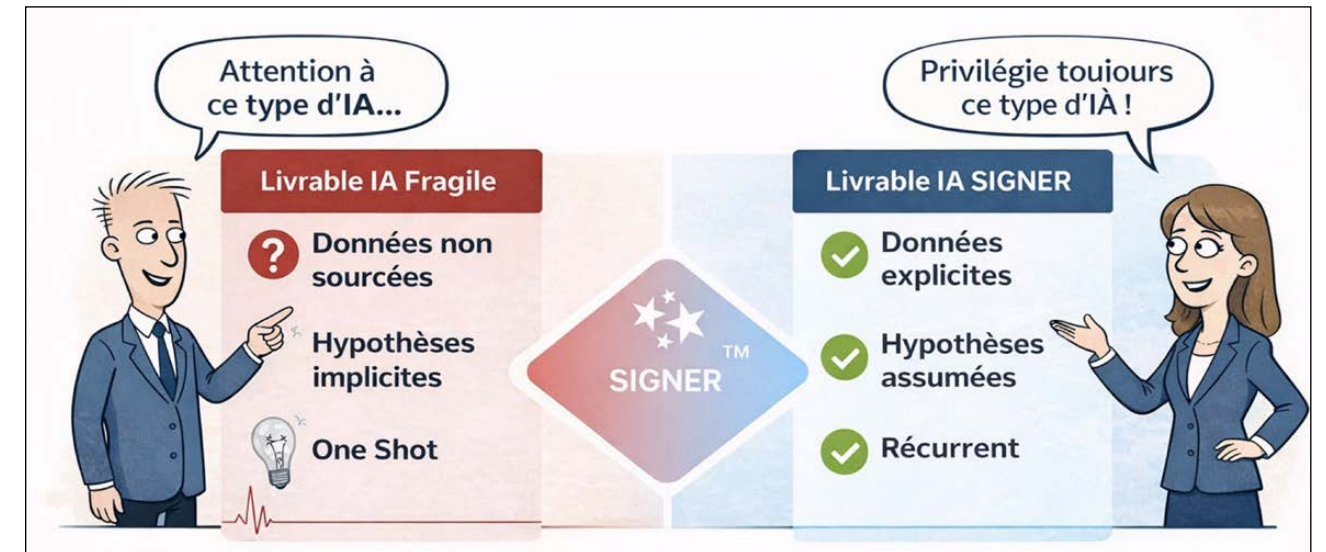 Attention à
ce type d'IA...
Privilégie touiours
ce type d'IÀ !
Livrable IA Fragile
Données non
sourcées
Hypothèses
implicites
One Shot
SIGNER
TM
Livrable IA SIGNER
Données
explicites
Hypothèses
assumées
Récurrent